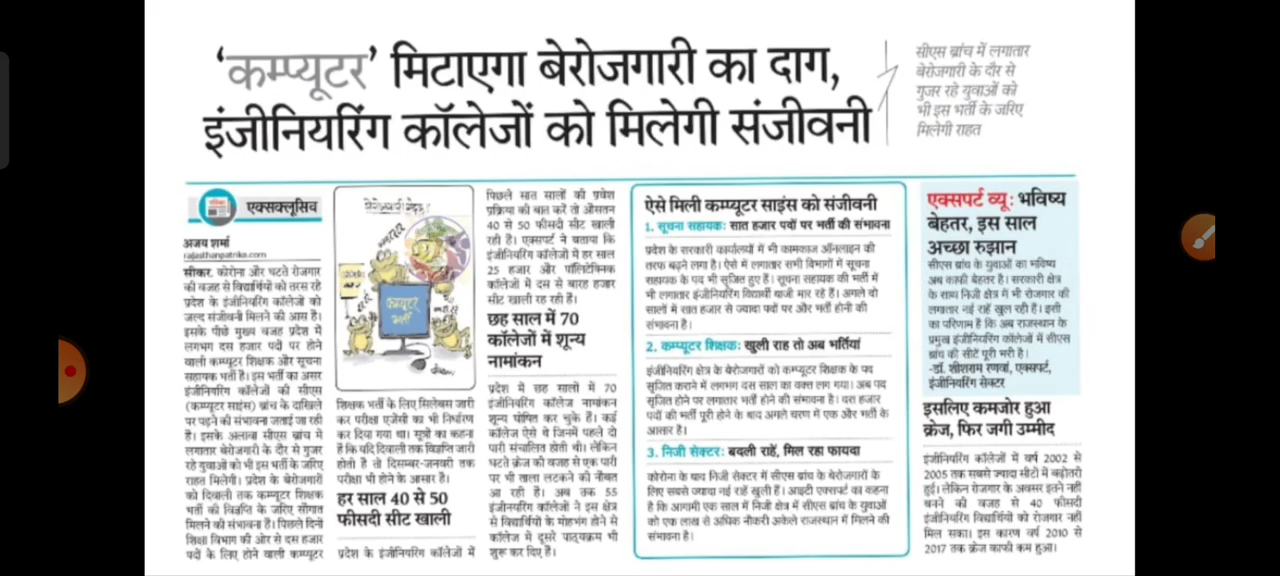 ‘कम्प्यूटर’ मिटाएगा बेरोजगारी का दाग,
इंजीनियरिंग कॉलेजों को मिलेगी संजीवनी
सीएस ब्रांच में लगातार
बेरोजगारी के दौर से
गुजर रहे युवाओं को
भी इस भर्ती के जरिए
मिलेगी राहत
एक्सक्लूसिव
अजय शर्मा
rajasthanpatrika.com
सीकर. कोरोना और घटते रोजगार
की वजह से विद्यार्थियों को तरस रहे
प्रदेश के इंजीनियरिंग कॉलेजों को
जल्द संजीवनी मिलने की आस है।
इसके पीछे मुख्य वजह प्रदेश में
लगभग दस हजार पदों पर होने
वाली कम्प्यूटर शिक्षक और सूचना
सहायक भर्ती है। इस भर्ती का असर
इंजीनियरिंग कॉलेजों की सीएस
(कम्प्यूटर साइंस) ब्रांच के दाखिले
पर पड़ने की संभावना जताई जा रही
है। इसके अलावा सीएस ब्रांच में
लगातार बेरोजगारी के दौर से गुजर
रहे युवाओं को भी इस भर्ती के जरिए
राहत मिलेगी। प्रदेश के बेरोजगारों
को दिवाली तक कम्प्यूटर शिक्षक
भर्ती की विज्ञप्ति के जरिए सौगात
मिलने की संभावना है। पिछले दिनों
शिक्षा विभाग की ओर से दस हजार
पदों के लिए होने वाली कम्प्यूटर
कम्प्यूटर
भर्ती
शिक्षक भर्ती के लिए सिलेबस जारी
कर परीक्षा एजेंसी का भी निर्धारण
कर दिया गया था। सूत्रों का कहना
है कि यदि दिवाली तक विज्ञप्ति जारी
होती है तो दिसम्बर-जनवरी तक
परीक्षा भी होने के आसार है।
हर साल 40 से 50
फीसदी सीट खाली
प्रदेश के इंजीनियरिंग कॉलेजों में
पिछले सात सालों की प्रवेश
प्रक्रिया की बात करें तो औसतन
40 से 50 फीसदी सीट खाली
रही है। एक्सपर्ट ने बताया कि
इंजीनियरिंग कॉलेजों में हर साल
25 हजार और पॉलिटेक्निक
कॉलेजों में दस से बारह हजार
सीट खाली रह रही है।
छह साल में 70
कॉलेजों में शून्य
नामांकन
प्रदेश में छह सालों में 70
इंजीनियरिंग कॉलेज नामांकन
शून्य घोषित कर चुके हैं। कई
कॉलेज ऐसे थे जिनमें पहले दो
पारी संचालित होती थी। लेकिन
घटते क्रेज की वजह से एक पारी
पर भी ताला लटकने की नौबत
आ रही है। अब तक 55
इंजीनियरिंग कॉलेजों ने इस क्षेत्र
से विद्यार्थियों के मोहभंग होने से
कॉलेज में दूसरे पाठ्यक्रम भी
शुरू कर दिए है।
ऐसे मिली कम्प्यूटर साइंस को संजीवनी
1. सूचना सहायक: सात हजार पदों पर भर्ती की संभावना
प्रदेश के सरकारी कार्यालयों में भी कामकाज ऑनलाइन की
तरफ बढ़ने लगा है। ऐसे में लगातार सभी विभागों में सूचना
सहायक के पद भी सृजित हुए हैं। सूचना सहायक की भर्ती में
भी लगातार इंजीनियरिंग विद्यार्थी बाजी मार रहे हैं। अगले दो
सालों में सात हजार से ज्यादा पदों पर और भर्ती होनी की
संभावना है।
2. कम्प्यूटर शिक्षक: खुली राह तो अब भर्तियां
इंजीनियरिंग क्षेत्र के बेरोजगारों को कम्प्यूटर शिक्षक के पद
सृजित कराने में लगभग दस साल का वक्त लग गया। अब पद
सृजित होने पर लगातार भर्ती होने की संभावना है। दस हजार
पदों की भर्ती पूरी होने के बाद अगले चरण में एक और भर्ती के
आसार है।
3. निजी सेक्टर: बदली राहें, मिल रहा फायदा
कोरोना के बाद निजी सेक्टर में सीएस ब्रांच के बेरोजगारों के
लिए सबसे ज्यादा नई राहें खुली हैं। आइटी एक्सपर्ट का कहना
है कि आगामी एक साल में निजी क्षेत्र में सीएस ब्रांच के युवाओं
को एक लाख से अधिक नौकरी अकेले राजस्थान में मिलने की
संभावना है।
एक्सपर्ट व्यू: भविष्य
बेहतर, इस साल
अच्छा रुझान
सीएस ब्रांच के युवाओं का भविष्य
अब काफी बेहतर है। सरकारी क्षेत्र
के साथ निजी क्षेत्र में भी रोजगार की
लगातार नई राहें खुल रही हैं। इसी
का परिणाम है कि अब राजस्थान के
प्रमुख इंजीनियरिंग कॉलेजों में सीएस
ब्रांच की सीटें पूरी भरी है।
-डॉ. शीशराम रणवां, एक्सपर्ट,
इंजीनियरिंग सेक्टर
इसलिए कमजोर हुआ
क्रेज, फिर जगी उम्मीद
इंजीनियरिंग कॉलेजों में वर्ष 2002 से
2005 तक सबसे ज्यादा सीटों में बढ़ोतरी
हुई। लेकिन रोजगार के अवसर इतने नहीं
बनने की वजह से 40 फीसदी
इंजीनियरिंग विद्यार्थियों को रोजगार नहीं
मिल सका। इस कारण वर्ष 2010 से
2017 तक क्रेज काफी कम हुआ।